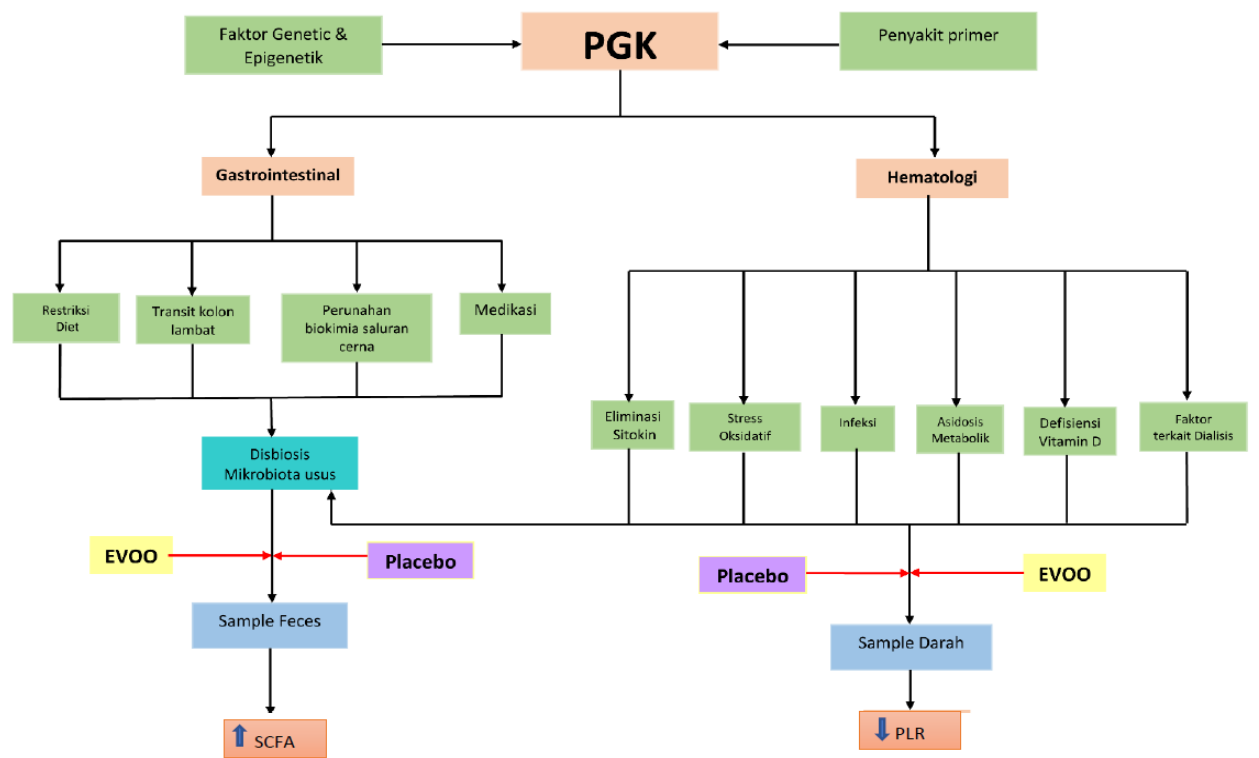 Faktor Genetic &
Epigenetik
PGK
Penyakit primer
Gastrointestinal
Hematologi
Restriksi
Diet
Transit kolon
lambat
Perunahan
biokimia saluran
cerna
Medikasi
Eliminasi
Sitokin
Stress
Oksidatif
Infeksi
Asidosis
Metabolik
Defisiensi
Vitamin D
Faktor
terkait Dialisis
Disbiosis
Mikrobiota usus
EVOO
Placebo
Placebo
EVOO
Sample Feces
Sample Darah
SCFA
PLR